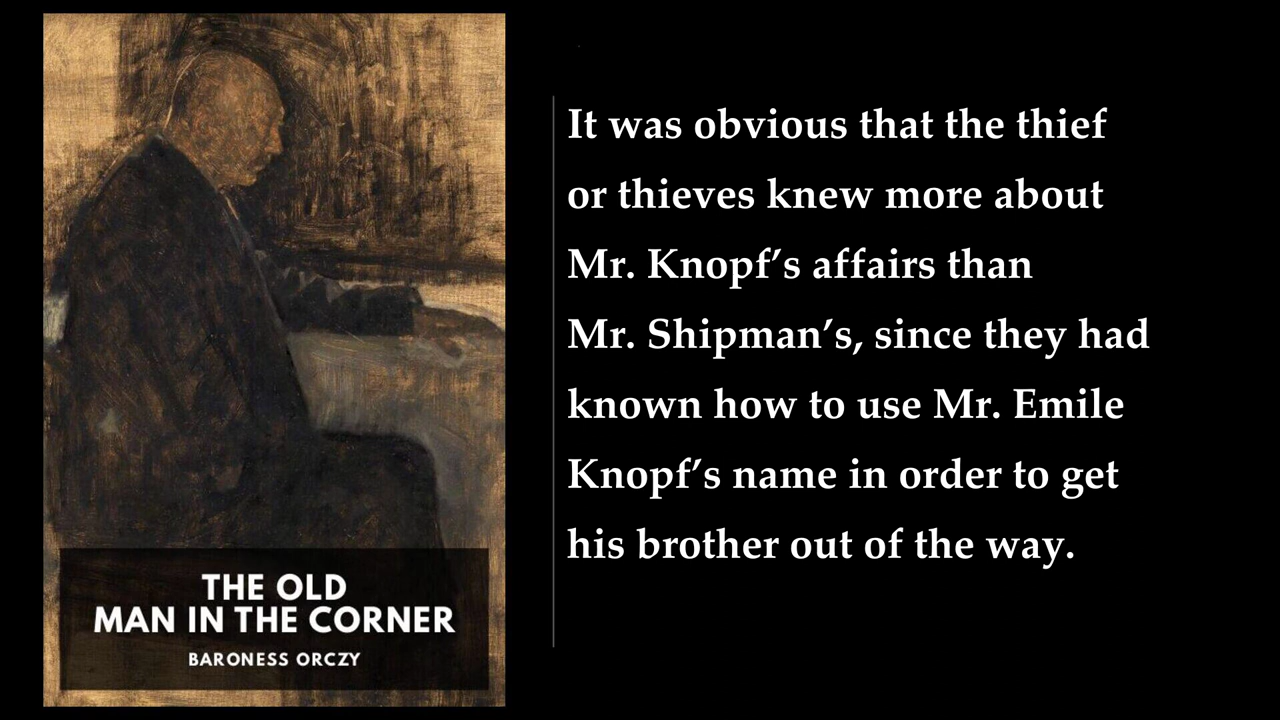 It was obvious that the thief
or thieves knew more about
Mr. Knopf’s affairs than
Mr. Shipman’s, since they had
known how to use Mr. Emile
Knopf’s name in order to get
his brother out of the way.
THE OLD
MAN IN THE CORNER
BARONESS ORCZY